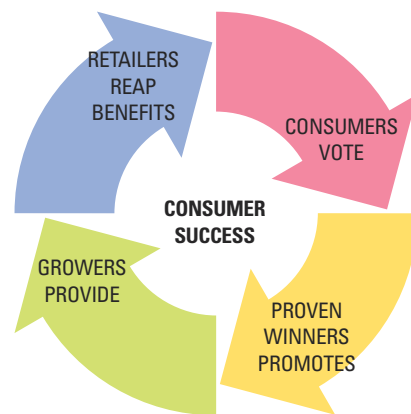 RETAILERS
REAP
BENEFITS
CONSUMERS
VOTE
CONSUMER
SUCCESS
GROWERS
PROVIDE
PROVEN
WINNERS
PROMOTES